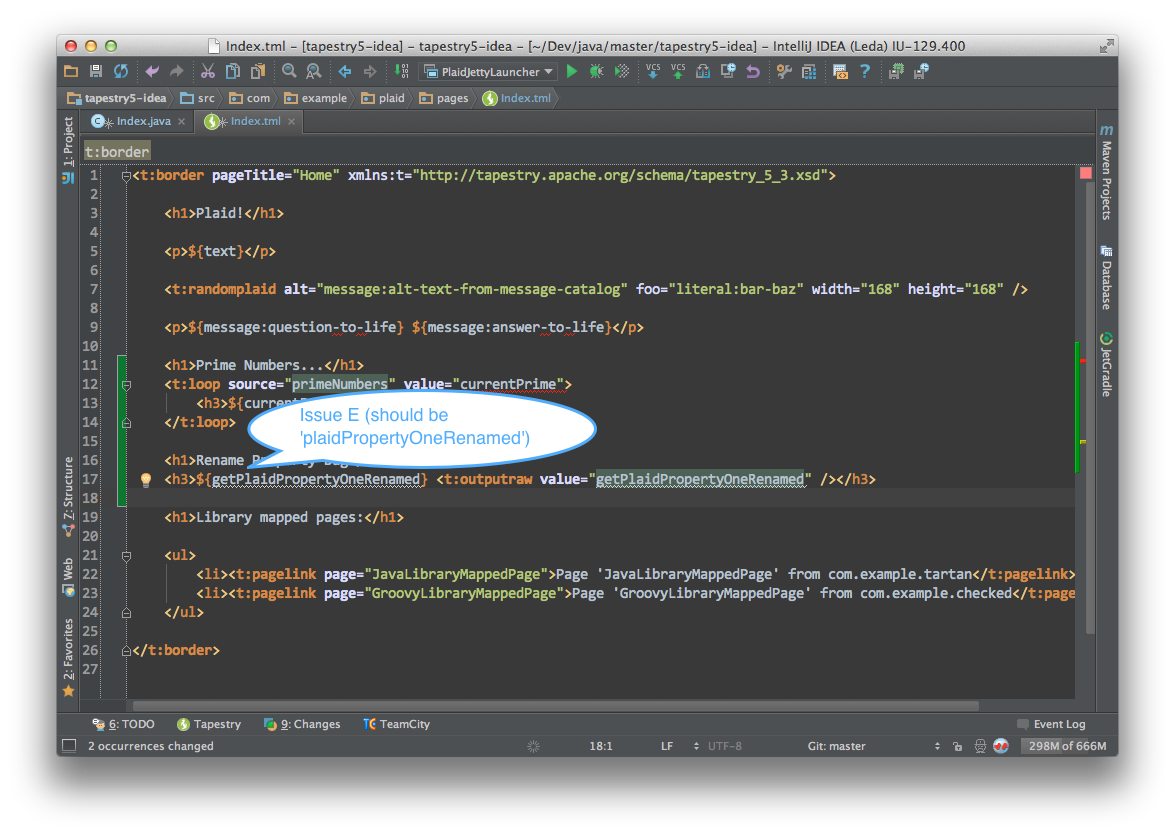 Index.tml - [tapestry5-idea] - tapestry5-idea - [~/Dev/java/master/tapestry5-idea] - IntelliJ IDEA (Leda) IU-129.400
PlaidJettyLauncher
VCS VCS
tapestry5-idea src com example plaid pages Index.tml
Index.java Index.tml
t:border
1 <t:border pageTitle="Home" xmlns:t="http://tapestry.apache.org/schema/tapestry_5_3.xsd">
2
3 <h1>Plaid!</h1>
4
5 <p>${text}</p>
6
7 <t:randomplaid alt="message:alt-text-from-message-catalog" foo="literal:bar-baz" width="168" height="168" />
8
9 <p>${message:question-to-life} ${message:answer-to-life}</p>
10
11 <h1>Prime Numbers...</h1>
12 <t:loop source="primeNumbers" value="currentPrime">
13 <h3>${current
14 </t:loop>
15
16 <h1>Rename Property Bug
17 <h3>${getPlaidPropertyOneRenamed} <t:outputraw value="getPlaidPropertyOneRenamed" /></h3>
18
19 <h1>Library mapped pages:</h1>
20
21 <ul>
22 <li><t:pagelink page="JavaLibraryMappedPage">Page 'JavaLibraryMappedPage' from com.example.tartan</t:pagelink>
23 <li><t:pagelink page="GroovyLibraryMappedPage">Page 'GroovyLibraryMappedPage' from com.example.checked</t:page
24 </ul>
25
26 </t:border>
27
Issue E (should be
'plaidPropertyOneRenamed')
1: Project
Z: Structure
Web
2: Favorites
m Maven Projects
Database
JetGradle
6: TODO Tapestry 9: Changes TeamCity Event Log
2 occurrences changed 18:1 LF UTF-8 Git: master 298M of 666M